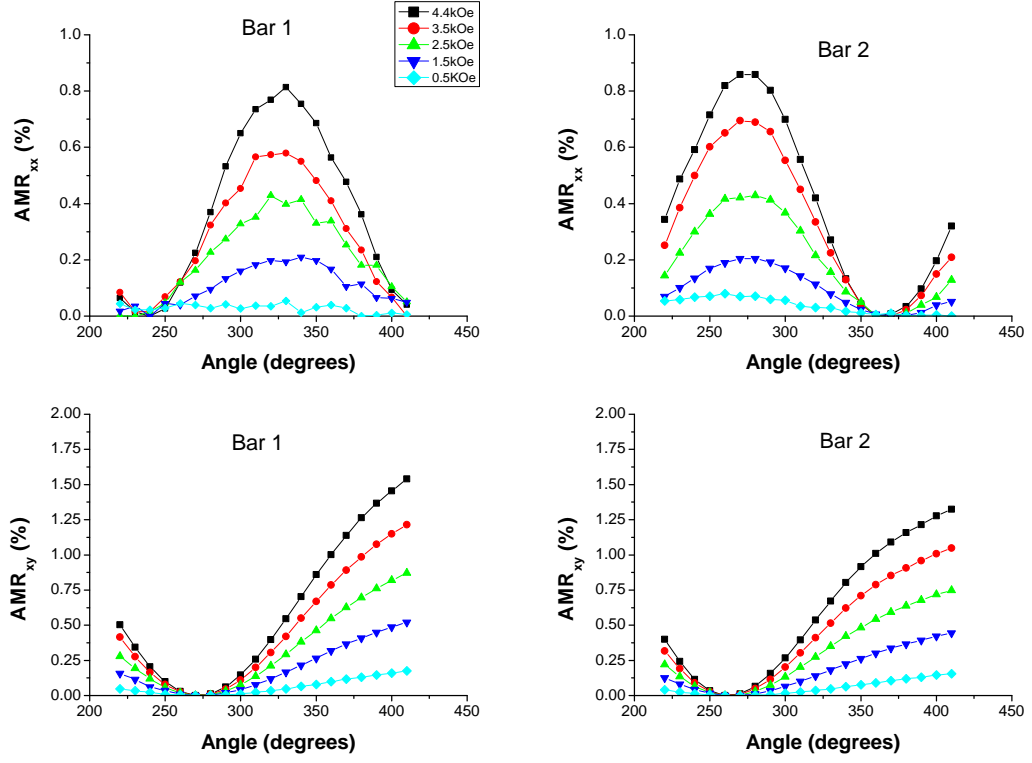 Bar 1
4.4kOe
3.5kOe
2.5kOe
1.5kOe
0.5KOe
Bar 2
AMRxx (%)
1.0
0.8
0.6
0.4
0.2
0.0
200 250 300 350 400 450
Angle (degrees)
AMRxx (%)
1.0
0.8
0.6
0.4
0.2
0.0
200 250 300 350 400 450
Angle (degrees)
Bar 1
AMRxy (%)
2.00
1.75
1.50
1.25
1.00
0.75
0.50
0.25
0.00
200 250 300 350 400 450
Angle (degrees)
Bar 2
AMRxy (%)
2.00
1.75
1.50
1.25
1.00
0.75
0.50
0.25
0.00
200 250 300 350 400 450
Angle (degrees)